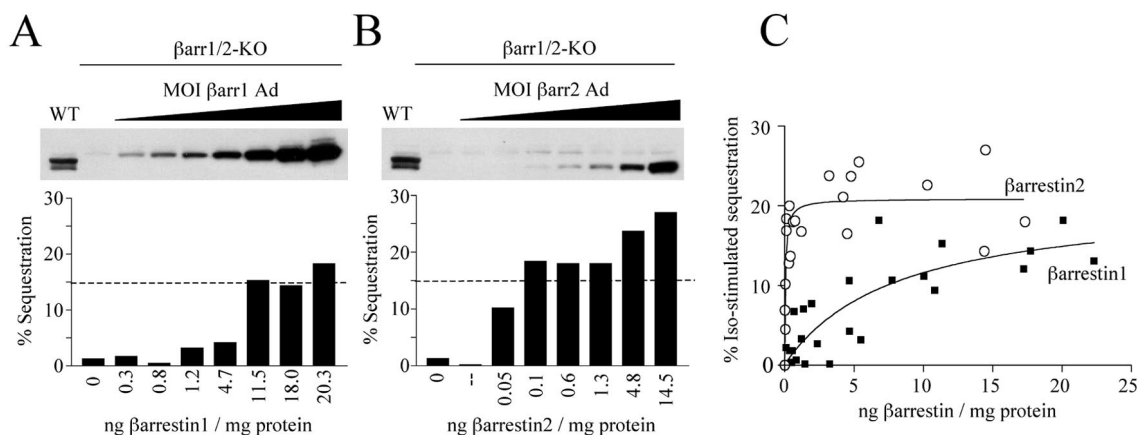 A
βarr1/2-KO
MOI βarr1 Ad
WT
% Sequestration
30
20
10
0
0 0.3 0.8 1.2 4.7 11.5 18.0 20.3
ng βarrestin1 / mg protein
B
βarr1/2-KO
MOI βarr2 Ad
WT
% Sequestration
30
20
10
0
0 -- 0.05 0.1 0.6 1.3 4.8 14.5
ng βarrestin2 / mg protein
C
% Iso-stimulated sequestration
30
20
10
0
βarrestin2
βarrestin1
0 5 10 15 20 25
ng βarrestin / mg protein